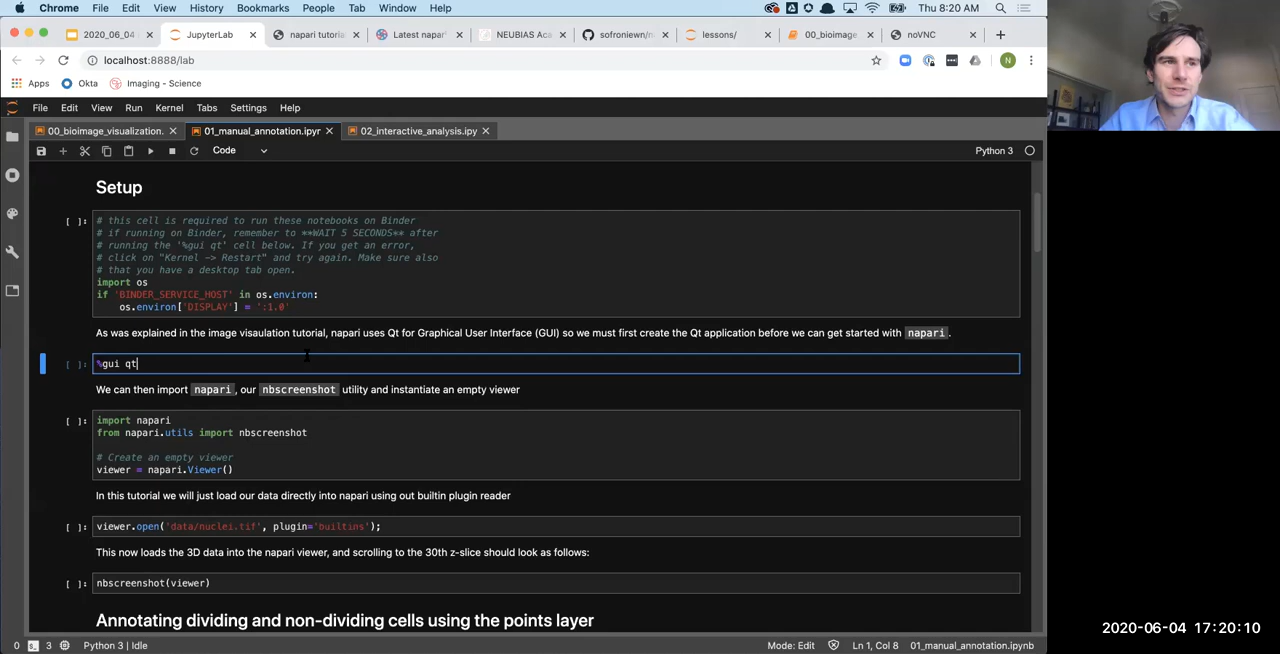 Chrome File Edit View History Bookmarks People Tab Window Help Thu 8:20 AM
2020_06_04 JupyterLab napari tutoria Latest napari NEUBIAS Aca sofroniewn/n lessons/ 00_bioimage noVNC
localhost:8888/lab N
Apps Okta Imaging - Science
File Edit View Run Kernel Tabs Settings Help
00_bioimage_visualization. 01_manual_annotation.ipyr 02_interactive_analysis.ipy
Code Python 3
Setup
[ ]: # this cell is required to run these notebooks on Binder
# if running on Binder, remember to **WAIT 5 SECONDS** after
# running the '%gui qt' cell below. If you get an error,
# click on "Kernel -> Restart" and try again. Make sure also
# that you have a desktop tab open.
import os
if 'BINDER_SERVICE_HOST' in os.environ:
os.environ['DISPLAY'] = ':1.0'
As was explained in the image visaulation tutorial, napari uses Qt for Graphical User Interface (GUI) so we must first create the Qt application before we can get started with napari .
[ ]: %gui qt
We can then import napari , our nbscreenshot utility and instantiate an empty viewer
[ ]: import napari
from napari.utils import nbscreenshot
# Create an empty viewer
viewer = napari.Viewer()
In this tutorial we will just load our data directly into napari using out builtin plugin reader
[ ]: viewer.open('data/nuclei.tif', plugin='builtins');
This now loads the 3D data into the napari viewer, and scrolling to the 30th z-slice should look as follows:
[ ]: nbscreenshot(viewer)
Annotating dividing and non-dividing cells using the points layer
2020-06-04 17:20:10
0 3 Python 3 | Idle Mode: Edit Ln 1, Col 8 01_manual_annotation.ipynb